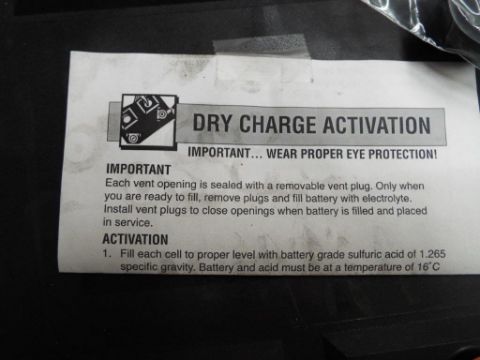 DRY CHARGE ACTIVATION
IMPORTANT... WEAR PROPER EYE PROTECTION!
IMPORTANT
Each vent opening is sealed with a removable vent plug. Only when
you are ready to fill, remove plugs and fill battery with electrolyte.
Install vent plugs to close openings when battery is filled and placed
in service.
ACTIVATION
1. Fill each cell to proper level with battery grade sulfuric acid of 1.265
specific gravity. Battery and acid must be at a temperature of 16°C